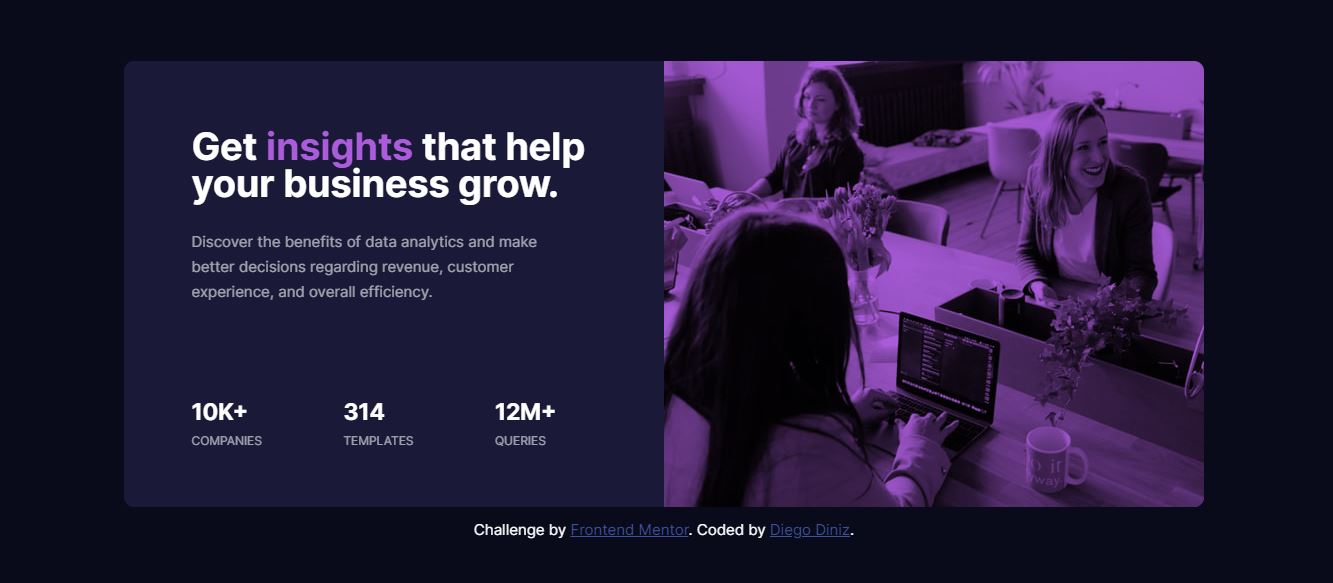 Get insights that help
your business grow.
Discover the benefits of data analytics and make
better decisions regarding revenue, customer
experience, and overall efficiency.
10K+ 314 12M+
COMPANIES TEMPLATES QUERIES
Challenge by Frontend Mentor. Coded by Diego Diniz.